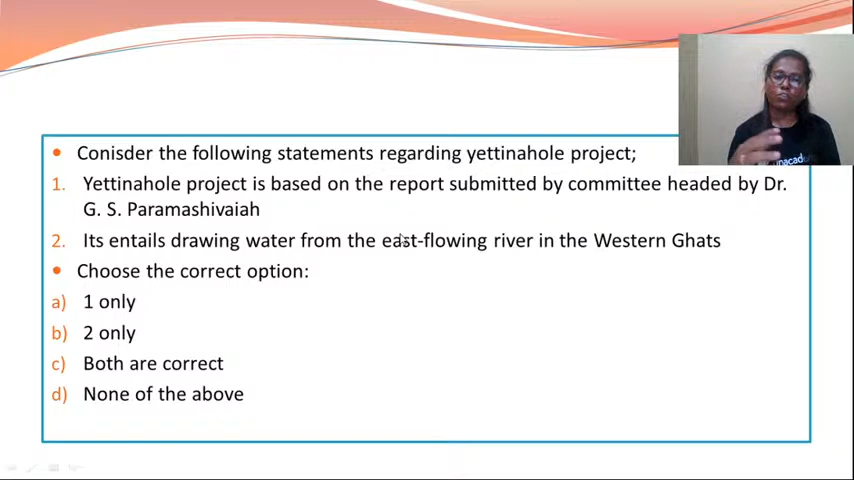 Conisder the following statements regarding yettinahole project;
1. Yettinahole project is based on the report submitted by committee headed by Dr.
G. S. Paramashivaiah
2. Its entails drawing water from the east-flowing river in the Western Ghats
Choose the correct option:
a) 1 only
b) 2 only
c) Both are correct
d) None of the above